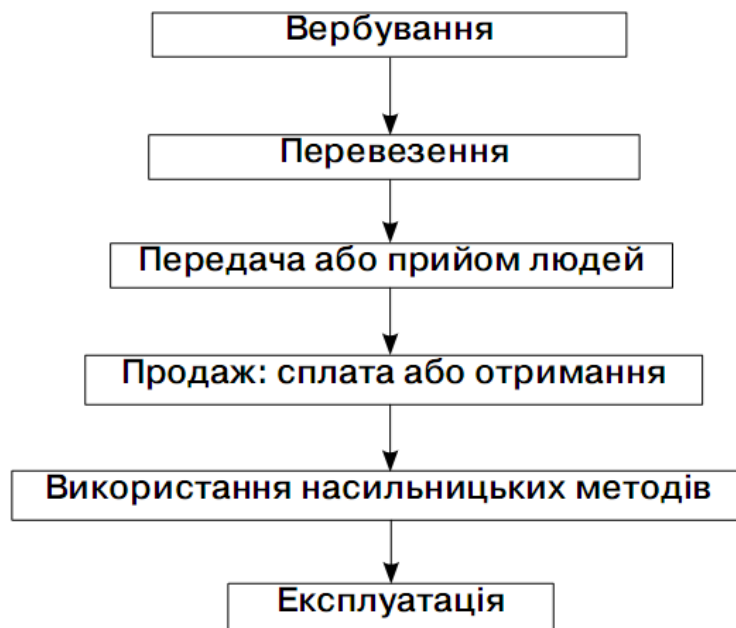 Вербування
Перевезення
Передача або прийом людей
Продаж: сплата або отримання
Використання насильницьких методів
Експлуатація